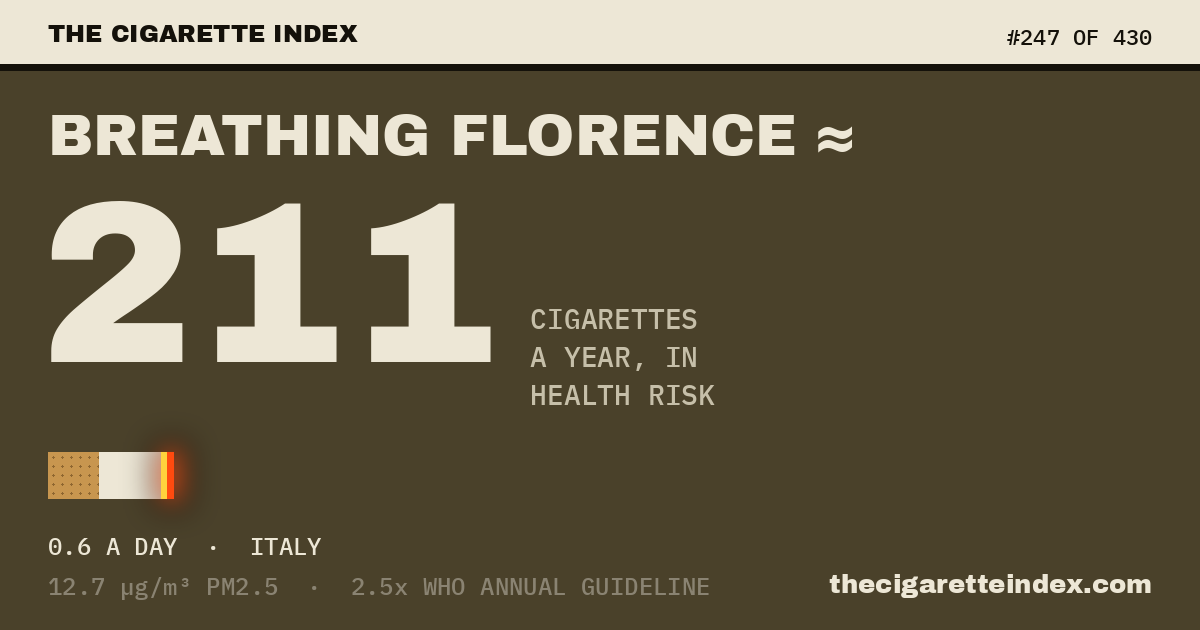 THE CIGARETTE INDEX
#247 OF 430
BREATHING FLORENCE ≈
211
CIGARETTES
A YEAR, IN
HEALTH RISK
0.6 A DAY · ITALY
12.7 µg/m³ PM2.5 · 2.5x WHO ANNUAL GUIDELINE
thecigaretteindex.com